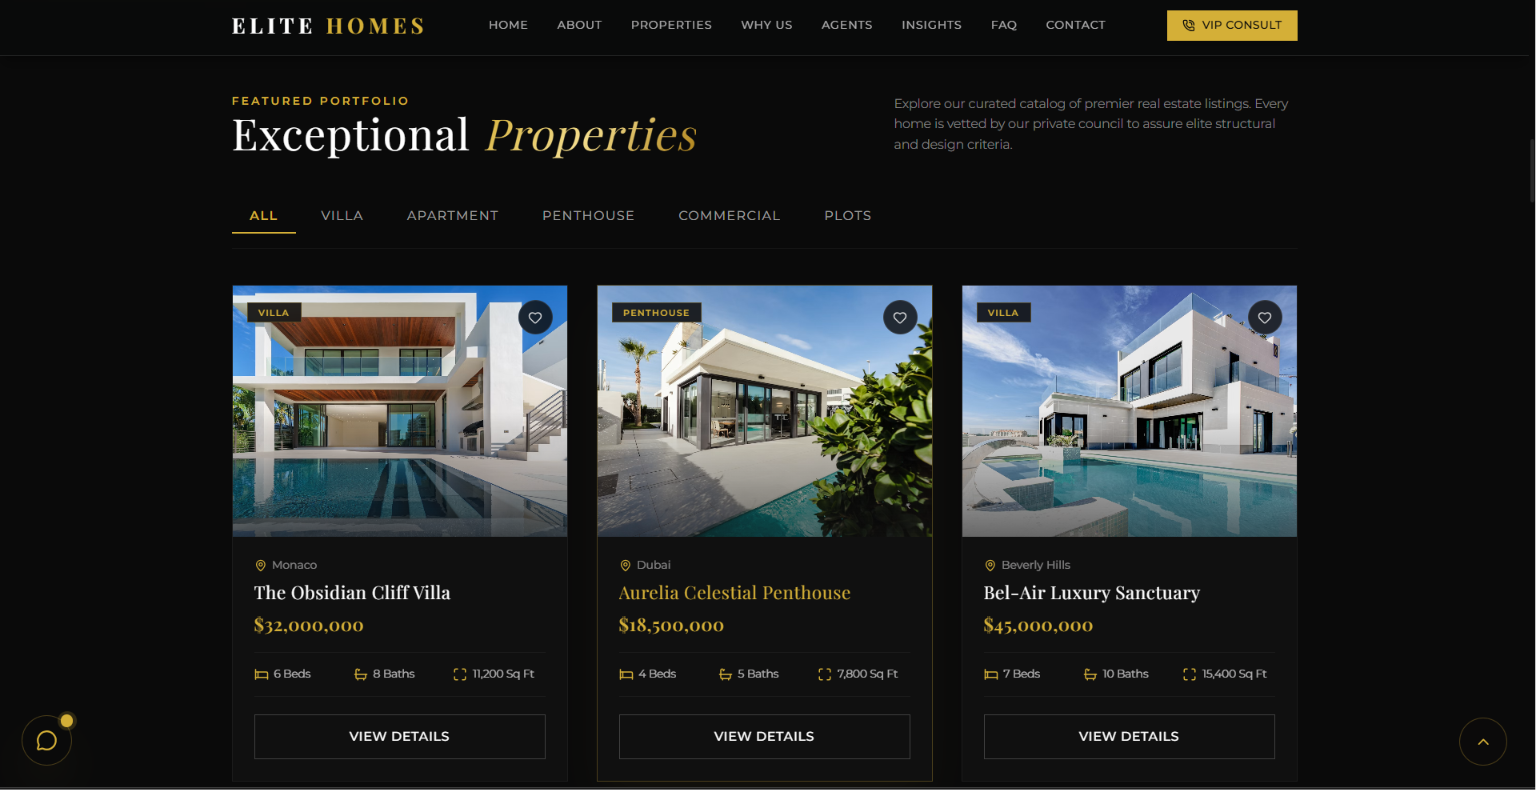 ELITE HOMES
HOME ABOUT PROPERTIES WHY US AGENTS INSIGHTS FAQ CONTACT
VIP CONSULT
FEATURED PORTFOLIO
Exceptional Properties
Explore our curated catalog of premier real estate listings. Every
home is vetted by our private council to assure elite structural
and design criteria.
ALL VILLA APARTMENT PENTHOUSE COMMERCIAL PLOTS
VILLA
Monaco
The Obsidian Cliff Villa
$32,000,000
6 Beds 8 Baths 11,200 Sq Ft
VIEW DETAILS
PENTHOUSE
Dubai
Aurelia Celestial Penthouse
$18,500,000
4 Beds 5 Baths 7,800 Sq Ft
VIEW DETAILS
VILLA
Beverly Hills
Bel-Air Luxury Sanctuary
$45,000,000
7 Beds 10 Baths 15,400 Sq Ft
VIEW DETAILS